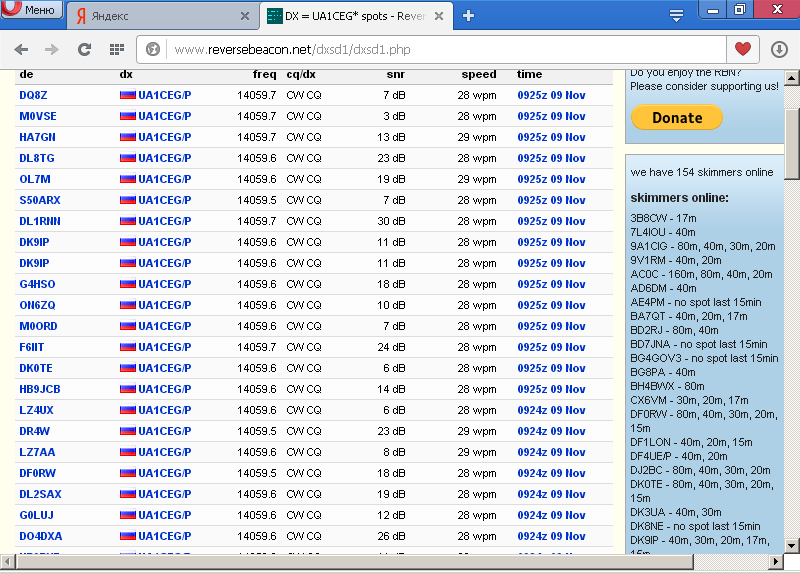 Меню
Яндекс
DX = UA1CEG* spots - Rever
www.reversebeacon.net/dxsd1/dxsd1.php
de dx freq cq/dx snr speed time
DQ8Z UA1CEG/P 14059.7 CW CQ 7 dB 28 wpm 0925z 09 Nov
M0VSE UA1CEG/P 14059.7 CW CQ 3 dB 28 wpm 0925z 09 Nov
HA7GN UA1CEG/P 14059.7 CW CQ 13 dB 29 wpm 0925z 09 Nov
DL8TG UA1CEG/P 14059.6 CW CQ 23 dB 28 wpm 0925z 09 Nov
OL7M UA1CEG/P 14059.6 CW CQ 19 dB 29 wpm 0925z 09 Nov
S50ARX UA1CEG/P 14059.5 CW CQ 7 dB 28 wpm 0925z 09 Nov
DL1RNN UA1CEG/P 14059.7 CW CQ 30 dB 28 wpm 0925z 09 Nov
DK9IP UA1CEG/P 14059.6 CW CQ 11 dB 28 wpm 0925z 09 Nov
DK9IP UA1CEG/P 14059.6 CW CQ 11 dB 28 wpm 0925z 09 Nov
G4HSO UA1CEG/P 14059.6 CW CQ 18 dB 28 wpm 0925z 09 Nov
ON6ZQ UA1CEG/P 14059.6 CW CQ 10 dB 28 wpm 0925z 09 Nov
M0ORD UA1CEG/P 14059.6 CW CQ 7 dB 28 wpm 0925z 09 Nov
F6IIT UA1CEG/P 14059.7 CW CQ 24 dB 28 wpm 0925z 09 Nov
DK0TE UA1CEG/P 14059.6 CW CQ 6 dB 28 wpm 0925z 09 Nov
HB9JCB UA1CEG/P 14059.6 CW CQ 14 dB 28 wpm 0925z 09 Nov
LZ4UX UA1CEG/P 14059.6 CW CQ 6 dB 28 wpm 0924z 09 Nov
DR4W UA1CEG/P 14059.5 CW CQ 23 dB 29 wpm 0924z 09 Nov
LZ7AA UA1CEG/P 14059.6 CW CQ 8 dB 29 wpm 0924z 09 Nov
DF0RW UA1CEG/P 14059.5 CW CQ 18 dB 28 wpm 0924z 09 Nov
DL2SAX UA1CEG/P 14059.6 CW CQ 19 dB 28 wpm 0924z 09 Nov
G0LUJ UA1CEG/P 14059.6 CW CQ 12 dB 28 wpm 0924z 09 Nov
DO4DXA UA1CEG/P 14059.6 CW CQ 26 dB 28 wpm 0924z 09 Nov
Do you enjoy the RBN?
Please consider supporting us!
Donate
we have 154 skimmers online
skimmers online:
3B8CW - 17m
7L4IOU - 40m
9A1CIG - 80m, 40m, 30m, 20m
9V1RM - 40m, 20m
AC0C - 160m, 80m, 40m, 20m
AD6DM - 40m
AE4PM - no spot last 15min
BA7QT - 40m, 20m, 17m
BD2RJ - 80m, 40m
BD7JNA - no spot last 15min
BG4GOV3 - no spot last 15min
BG8PA - 40m
BH4BWX - 80m
CX6VM - 30m, 20m, 17m
DF0RW - 80m, 40m, 30m, 20m,
15m
DF1LON - 40m, 20m, 15m
DF4UE/P - 40m, 20m
DJ2BC - 80m, 40m, 30m, 20m
DK0TE - 80m, 40m, 30m, 20m,
15m
DK3UA - 40m, 30m
DK8NE - no spot last 15min
DK9IP - 40m, 30m, 20m, 17m,
15m